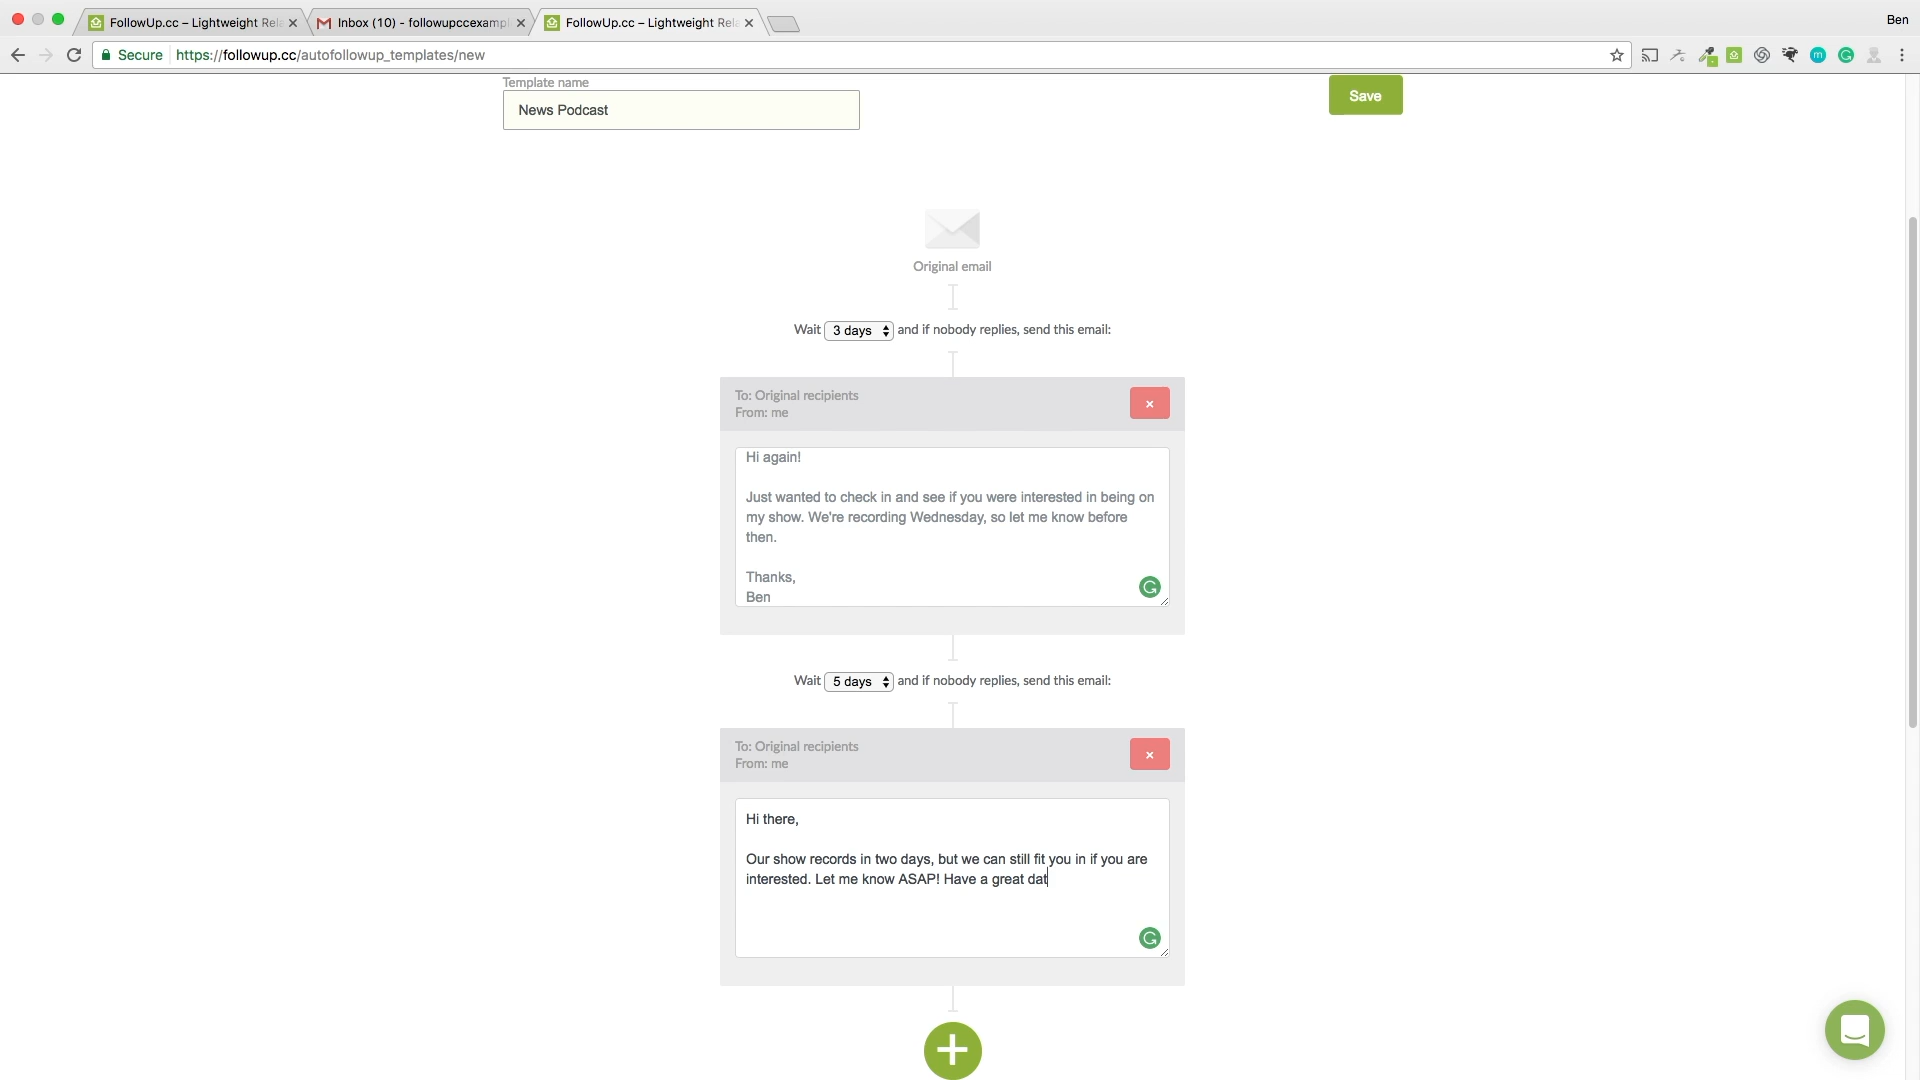 FollowUp.cc – Lightweight Rela
Inbox (10) - followupccexampl
FollowUp.cc – Lightweight Rela
Ben
Secure
https://followup.cc/autofollowup_templates/new
Template name
News Podcast
Save
Original email
Wait 3 days and if nobody replies, send this email:
To: Original recipients
From: me
×
Hi again!
Just wanted to check in and see if you were interested in being on
my show. We're recording Wednesday, so let me know before
then.
Thanks,
Ben
Wait 5 days and if nobody replies, send this email:
To: Original recipients
From: me
×
Hi there,
Our show records in two days, but we can still fit you in if you are
interested. Let me know ASAP! Have a great dat